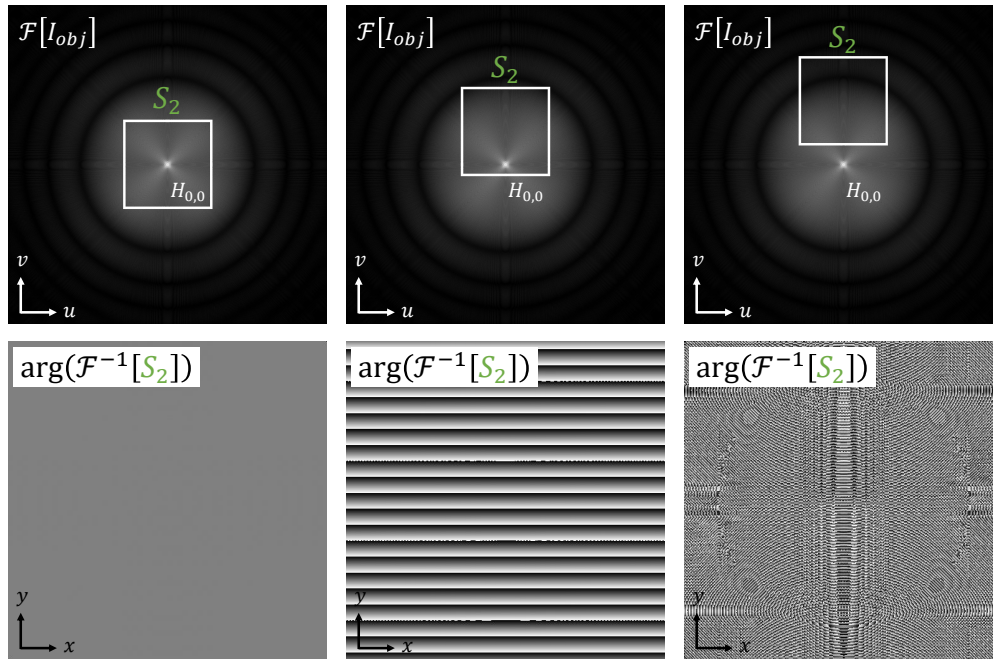 ℱ[I_obj]
S₂
H₀,₀
v
u
ℱ[I_obj]
S₂
H₀,₀
v
u
ℱ[I_obj]
S₂
H₀,₀
v
u
arg(ℱ⁻¹[S₂])
y
x
arg(ℱ⁻¹[S₂])
y
x
arg(ℱ⁻¹[S₂])
y
x